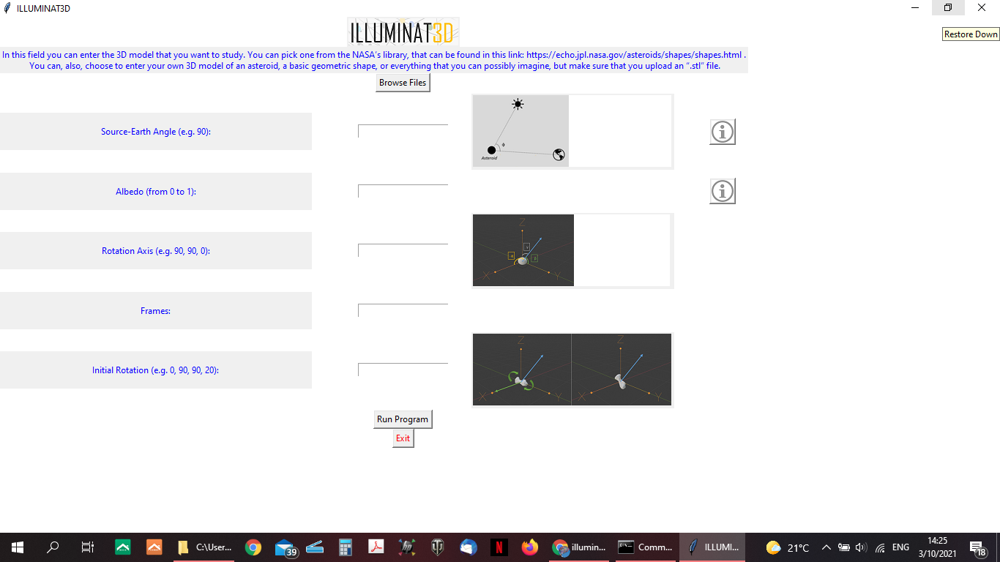 ILLUMINAT3D
Restore Down
ILLUMINAT3D
In this field you can enter the 3D model that you want to study. You can pick one from the NASA's library, that can be found in this link: https://echo.jpl.nasa.gov/asteroids/shapes/shapes.html .
You can, also, choose to enter your own 3D model of an asteroid, a basic geometric shape, or everything that you can possibly imagine, but make sure that you upload an ".stl" file.
Browse Files
Source-Earth Angle (e.g. 90):
φ
Asteroid
Albedo (from 0 to 1):
Rotation Axis (e.g. 90, 90, 0):
Z
X
Y
Frames:
Initial Rotation (e.g. 0, 90, 90, 20):
Z
Z
X
Y
X
Y
Run Program
Exit
39
C:\User...
illumin...
Comm...
ILLUMI...
21°C
ENG
14:25
3/10/2021
18